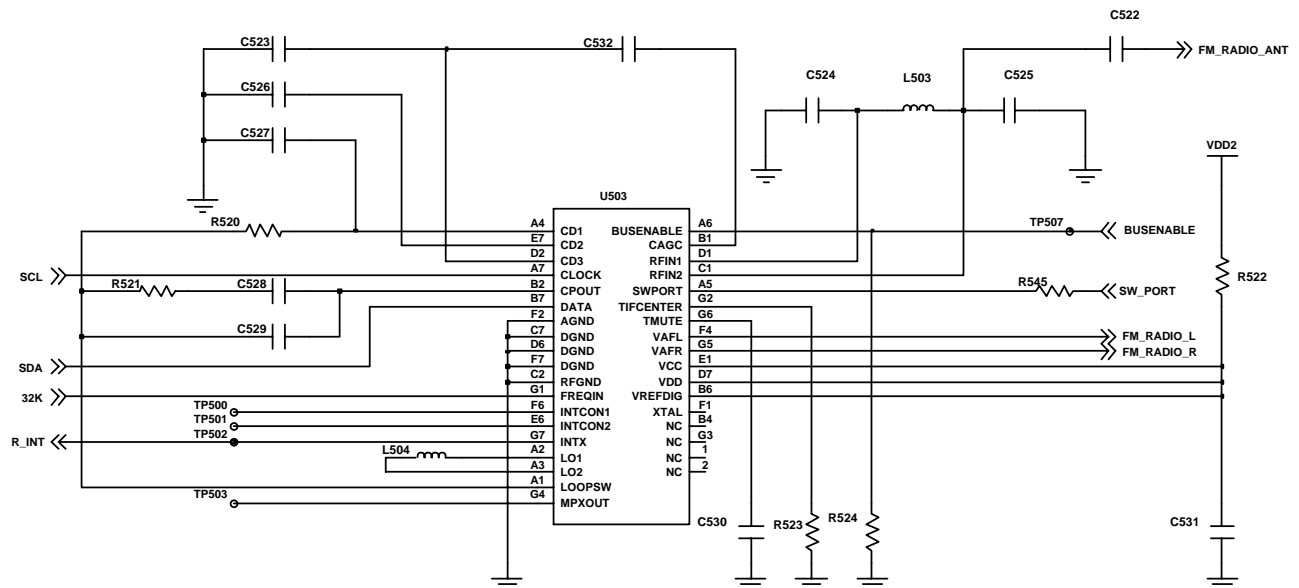 C522
C523
C532
FM_RADIO_ANT
C524
L503
C525
C526
C527
VDD2
U503
R520
A4 CD1 BUSENABLE A6 TP507 BUSENABLE
E7 CD2 CAGC B1
D2 CD3 RFIN1 D1
SCL A7 CLOCK RFIN2 C1 R522
R521 C528 B2 CPOUT SWPORT A5 R545 SW_PORT
B7 DATA TIFCENTER G2
F2 AGND TMUTE G6
C529 C7 DGND VAFL F4 FM_RADIO_L
D6 DGND VAFR G5 FM_RADIO_R
SDA F7 DGND VCC E1
C2 RFGND VDD D7
32K G1 FREQIN VREFDIG B6
TP500 F6 INTCON1 XTAL F1
TP501 E6 INTCON2 NC B4
R_INT TP502 G7 INTX NC G3
L504 A2 LO1 NC 1
A3 LO2 NC 2
A1 LOOPSW
TP503 G4 MPXOUT
C530
R523
R524
C531